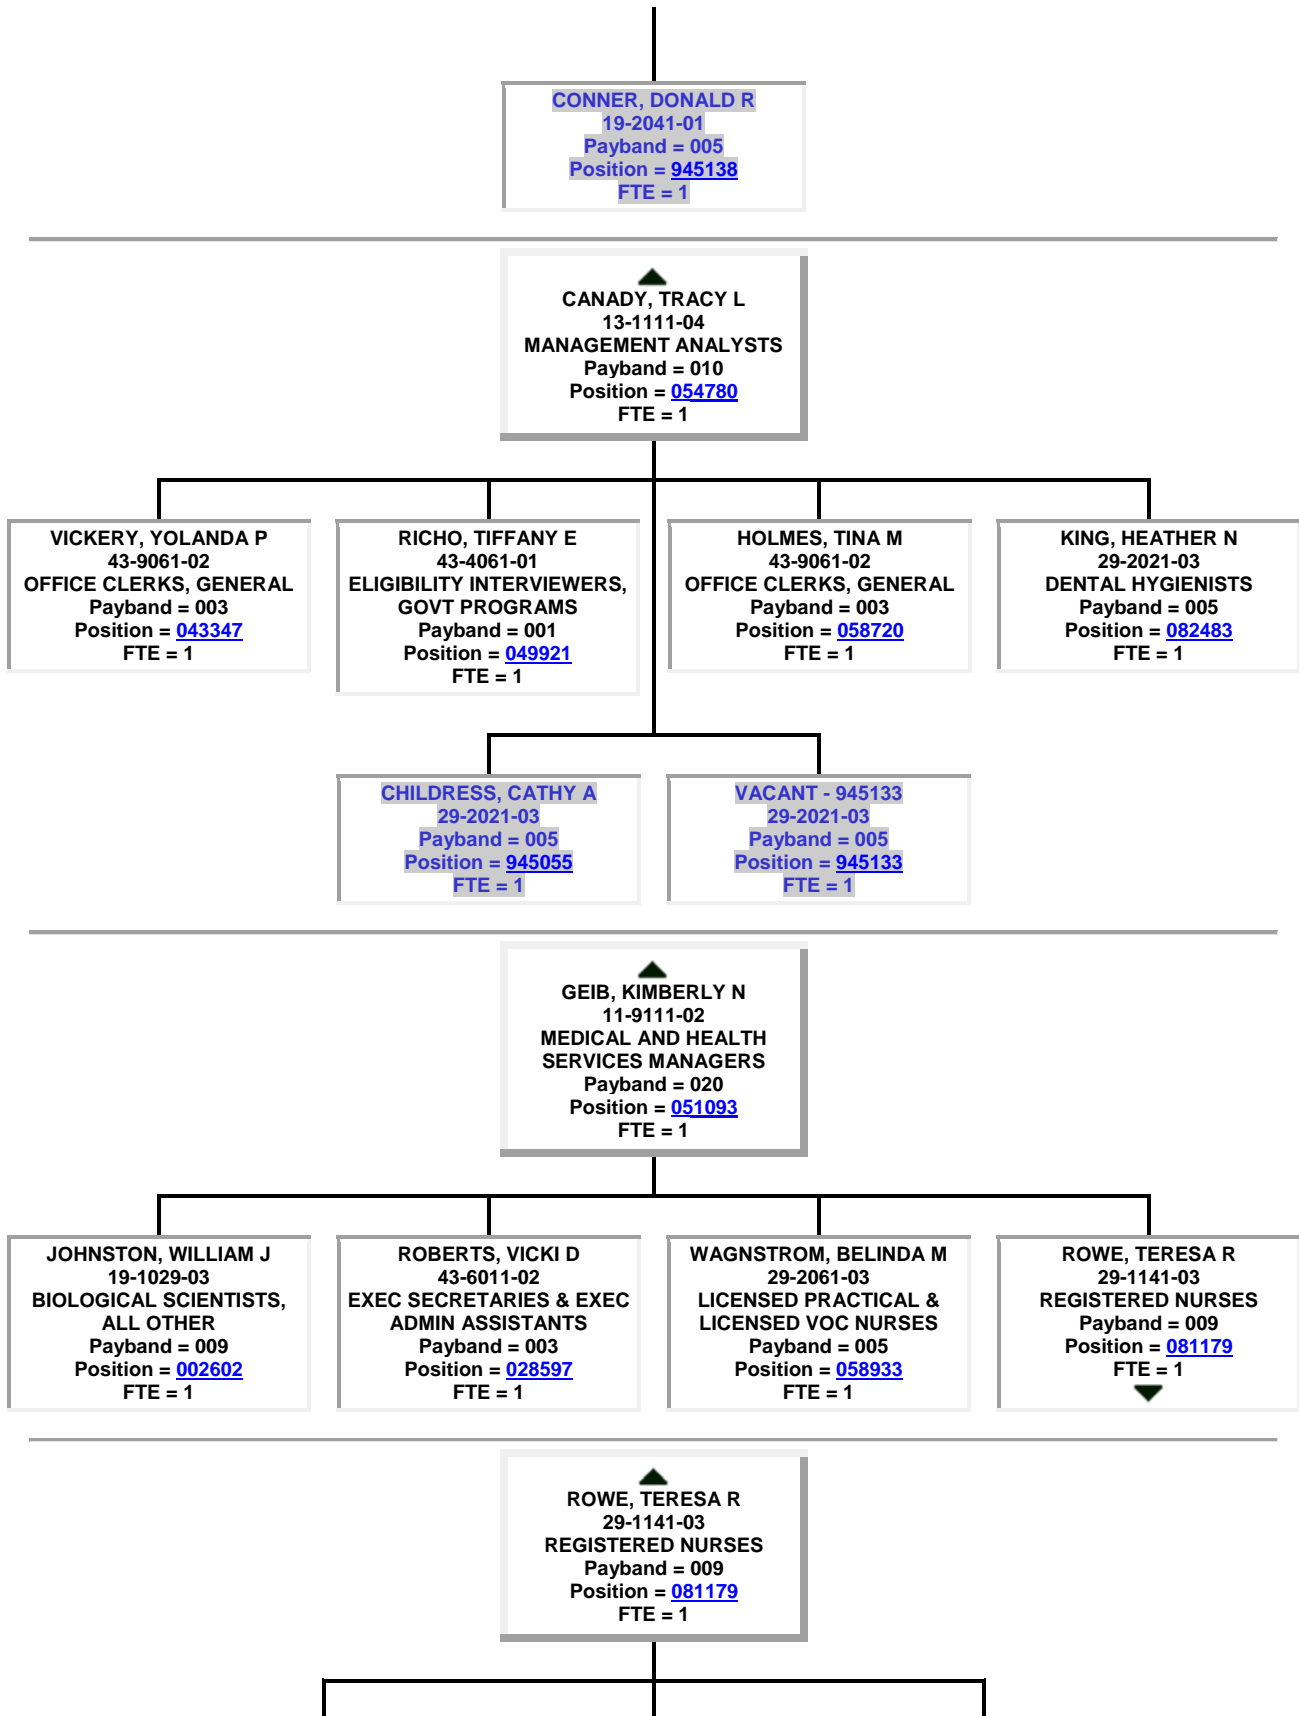 CONNER, DONALD R
19-2041-01
Payband = 005
Position = 945138
FTE = 1
CANADY, TRACY L
13-1111-04
MANAGEMENT ANALYSTS
Payband = 010
Position = 054780
FTE = 1
VICKERY, YOLANDA P
43-9061-02
OFFICE CLERKS, GENERAL
Payband = 003
Position = 043347
FTE = 1
RICHO, TIFFANY E
43-4061-01
ELIGIBILITY INTERVIEWERS,
GOVT PROGRAMS
Payband = 001
Position = 049921
FTE = 1
HOLMES, TINA M
43-9061-02
OFFICE CLERKS, GENERAL
Payband = 003
Position = 058720
FTE = 1
KING, HEATHER N
29-2021-03
DENTAL HYGIENISTS
Payband = 005
Position = 082483
FTE = 1
CHILDRESS, CATHY A
29-2021-03
Payband = 005
Position = 945055
FTE = 1
VACANT - 945133
29-2021-03
Payband = 005
Position = 945133
FTE = 1
GEIB, KIMBERLY N
11-9111-02
MEDICAL AND HEALTH
SERVICES MANAGERS
Payband = 020
Position = 051093
FTE = 1
JOHNSTON, WILLIAM J
19-1029-03
BIOLOGICAL SCIENTISTS,
ALL OTHER
Payband = 009
Position = 002602
FTE = 1
ROBERTS, VICKI D
43-6011-02
EXEC SECRETARIES & EXEC
ADMIN ASSISTANTS
Payband = 003
Position = 028597
FTE = 1
WAGNSTROM, BELINDA M
29-2061-03
LICENSED PRACTICAL &
LICENSED VOC NURSES
Payband = 005
Position = 058933
FTE = 1
ROWE, TERESA R
29-1141-03
REGISTERED NURSES
Payband = 009
Position = 081179
FTE = 1
ROWE, TERESA R
29-1141-03
REGISTERED NURSES
Payband = 009
Position = 081179
FTE = 1